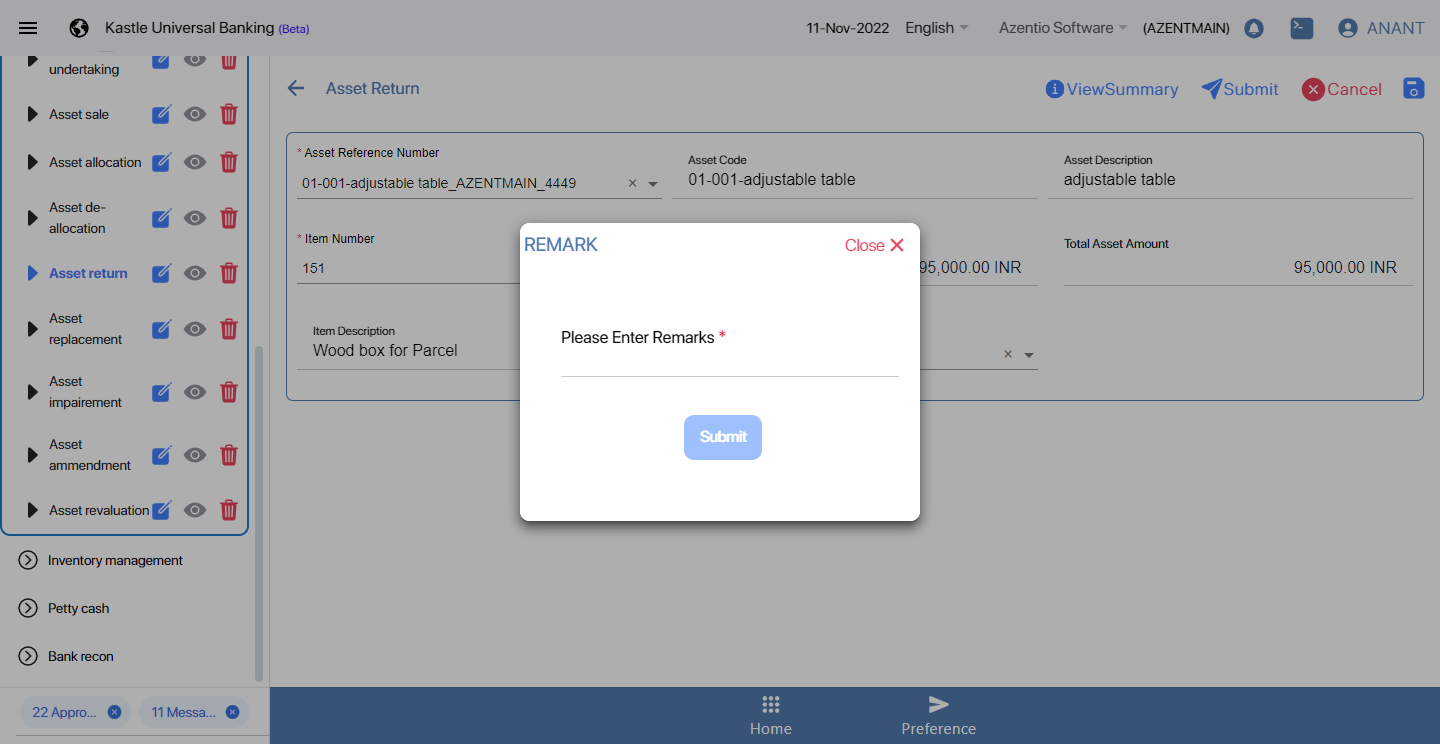 Kastle Universal Banking (Beta)
11-Nov-2022
English
Azentio Software
(AZENTMAIN)
ANANT
undertaking
Asset sale
Asset allocation
Asset de-
allocation
Asset return
Asset
replacement
Asset
impairement
Asset
ammendment
Asset revaluation
Inventory management
Petty cash
Bank recon
22 Appro...
11 Messa...
Asset Return
ViewSummary
Submit
Cancel
* Asset Reference Number
01-001-adjustable table_AZENTMAIN_4449
Asset Code
01-001-adjustable table
Asset Description
adjustable table
* Item Number
151
95,000.00 INR
Total Asset Amount
95,000.00 INR
Item Description
Wood box for Parcel
REMARK
Close
Please Enter Remarks *
Submit
Home
Preference